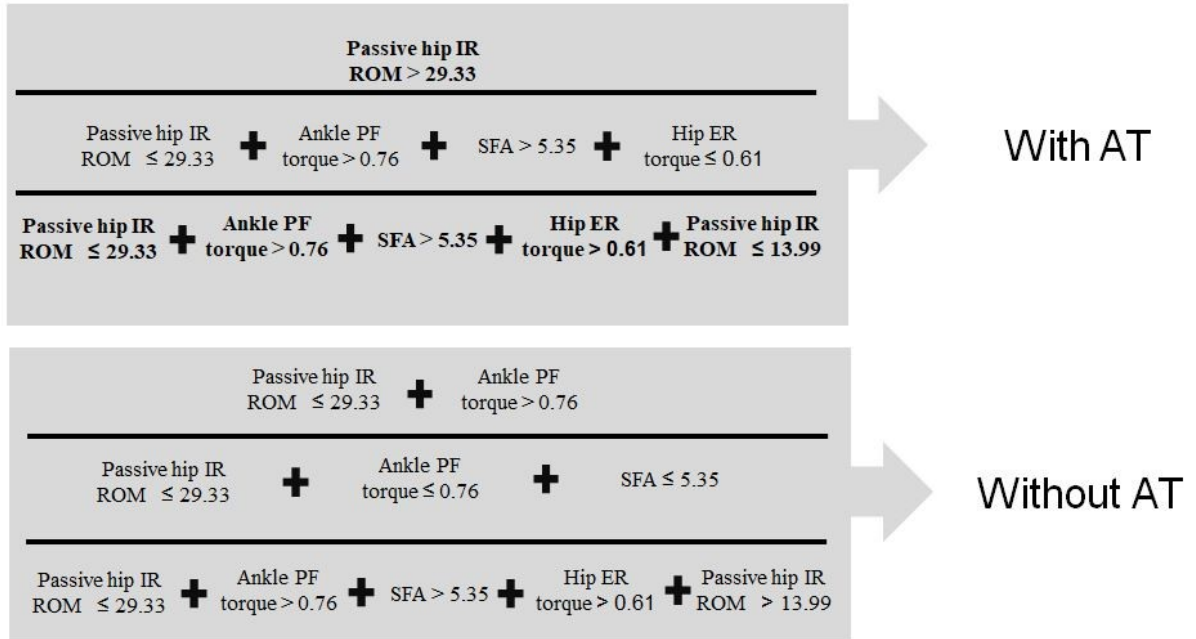 Passive hip IR
ROM > 29.33
Passive hip IR + Ankle PF + SFA > 5.35 + Hip ER
ROM ≤ 29.33 torque > 0.76 torque ≤ 0.61
Passive hip IR + Ankle PF + SFA > 5.35 + Hip ER + Passive hip IR
ROM ≤ 29.33 torque > 0.76 torque > 0.61 ROM ≤ 13.99
With AT
Passive hip IR + Ankle PF
ROM ≤ 29.33 torque > 0.76
Passive hip IR + Ankle PF + SFA ≤ 5.35
ROM ≤ 29.33 torque ≤ 0.76
Passive hip IR + Ankle PF + SFA > 5.35 + Hip ER + Passive hip IR
ROM ≤ 29.33 torque > 0.76 torque > 0.61 ROM > 13.99
Without AT